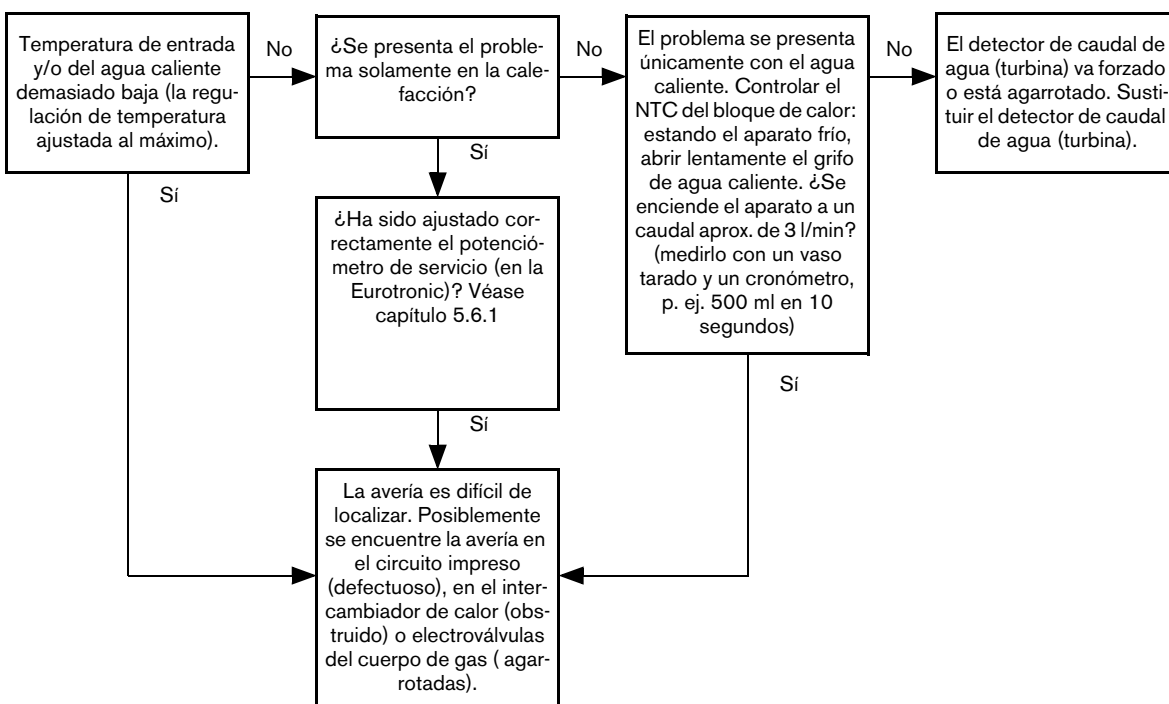 Temperatura de entrada
y/o del agua caliente
demasiado baja (la regu-
lación de temperatura
ajustada al máximo).
No
¿Se presenta el proble-
ma solamente en la cale-
facción?
No
El problema se presenta
únicamente con el agua
caliente. Controlar el
NTC del bloque de calor:
estando el aparato frío,
abrir lentamente el grifo
de agua caliente. ¿Se
enciende el aparato a un
caudal aprox. de 3 l/min?
(medirlo con un vaso
tarado y un cronómetro,
p. ej. 500 ml en 10
segundos)
No
El detector de caudal de
agua (turbina) va forzado
o está agarrotado. Susti-
tuir el detector de caudal
de agua (turbina).
Sí
Sí
¿Ha sido ajustado cor-
rectamente el potenció-
metro de servicio (en la
Eurotronic)? Véase
capítulo 5.6.1
Sí
Sí
La avería es difícil de
localizar. Posiblemente
se encuentre la avería en
el circuito impreso
(defectuoso), en el inter-
cambiador de calor (obs-
truido) o electroválvulas
del cuerpo de gas ( agar-
rotadas).